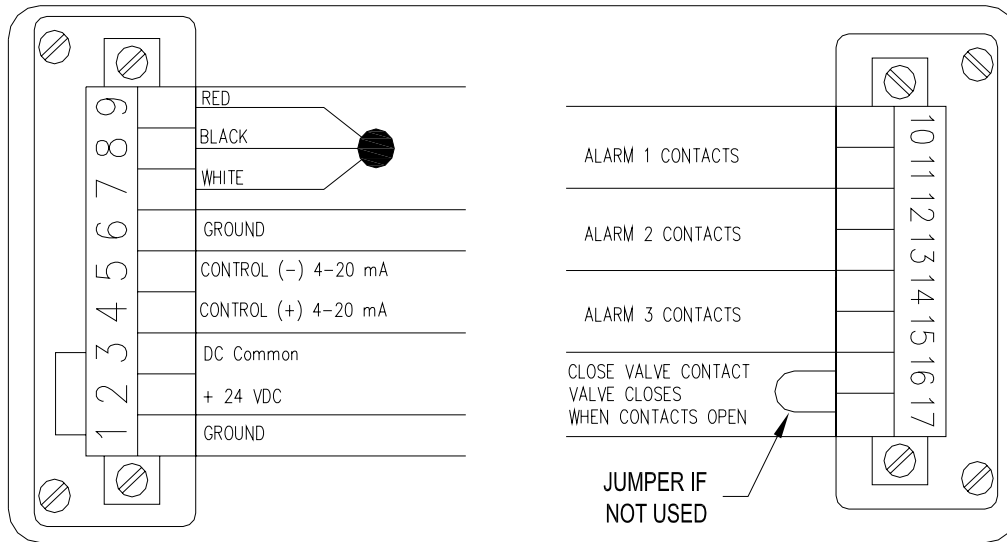 9 RED
8 BLACK
7 WHITE
6 GROUND
5 CONTROL (-) 4-20 mA
4 CONTROL (+) 4-20 mA
3 DC Common
2 + 24 VDC
1 GROUND
10
ALARM 1 CONTACTS
11
12
ALARM 2 CONTACTS
13
14
ALARM 3 CONTACTS
15
CLOSE VALVE CONTACT 16
VALVE CLOSES
WHEN CONTACTS OPEN 17
JUMPER IF
NOT USED